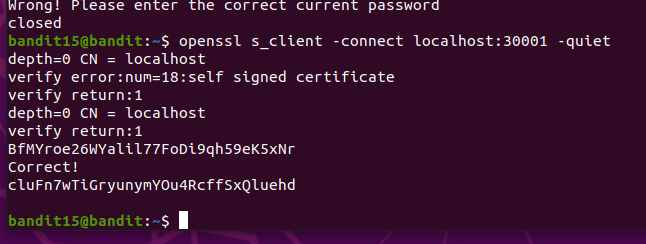 Wrong! Please enter the correct current password
closed
bandit15@bandit:~$ openssl s_client -connect localhost:30001 -quiet
depth=0 CN = localhost
verify error:num=18:self signed certificate
verify return:1
depth=0 CN = localhost
verify return:1
BfMYroe26WYalil77FoDi9qh59eK5xNr
Correct!
cluFn7wTiGryunymYOu4RcffSxQluehd
bandit15@bandit:~$